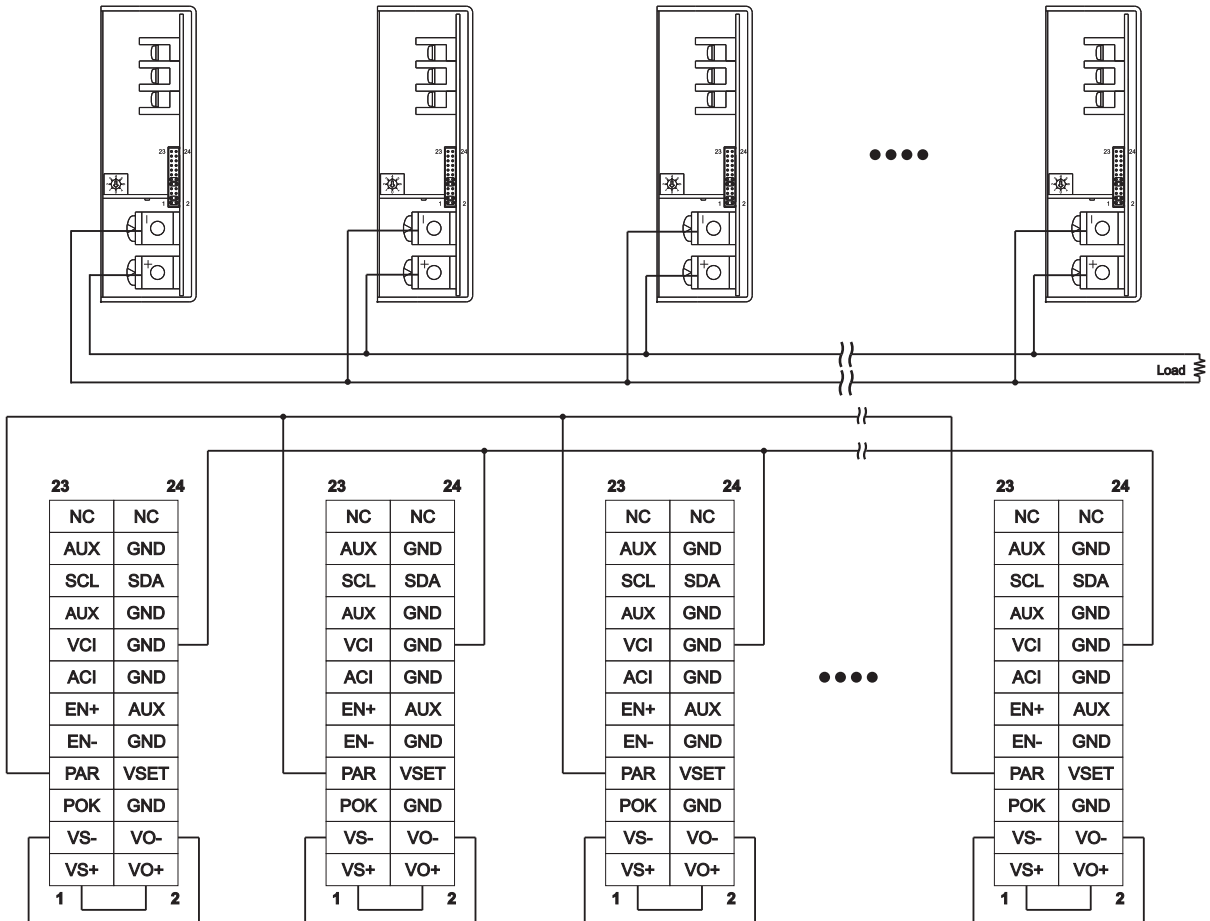 23 24
1 2
−
+
23 24
1 2
−
+
23 24
1 2
−
+
23 24
1 2
−
+
Load
23 24
NC NC
AUX GND
SCL SDA
AUX GND
VCI GND
ACI GND
EN+ AUX
EN- GND
PAR VSET
POK GND
VS- VO-
VS+ VO+
1 2
23 24
NC NC
AUX GND
SCL SDA
AUX GND
VCI GND
ACI GND
EN+ AUX
EN- GND
PAR VSET
POK GND
VS- VO-
VS+ VO+
1 2
23 24
NC NC
AUX GND
SCL SDA
AUX GND
VCI GND
ACI GND
EN+ AUX
EN- GND
PAR VSET
POK GND
VS- VO-
VS+ VO+
1 2
23 24
NC NC
AUX GND
SCL SDA
AUX GND
VCI GND
ACI GND
EN+ AUX
EN- GND
PAR VSET
POK GND
VS- VO-
VS+ VO+
1 2